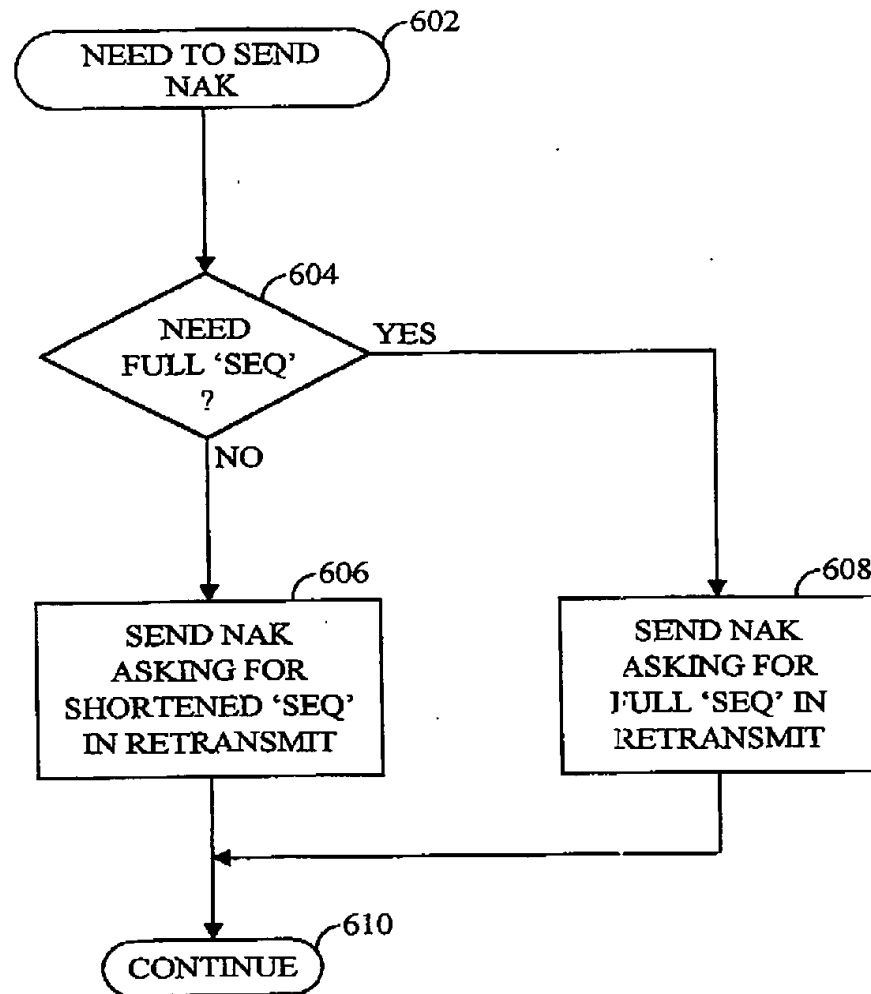 602
NEED TO SEND
NAK
604
NEED
FULL ‘SEQ’
?
YES
NO
606
SEND NAK
ASKING FOR
SHORTENED ‘SEQ’
IN RETRANSMIT
608
SEND NAK
ASKING FOR
FULL ‘SEQ’ IN
RETRANSMIT
610
CONTINUE